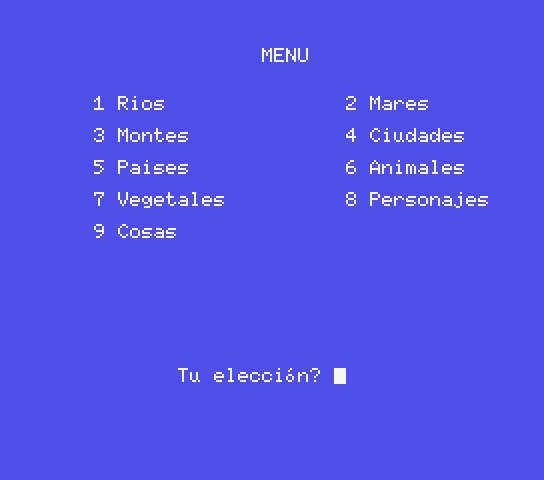 MENU
1 Rios 2 Mares
3 Montes 4 Ciudades
5 Paises 6 Animales
7 Vegetales 8 Personajes
9 Cosas
Tu elección?